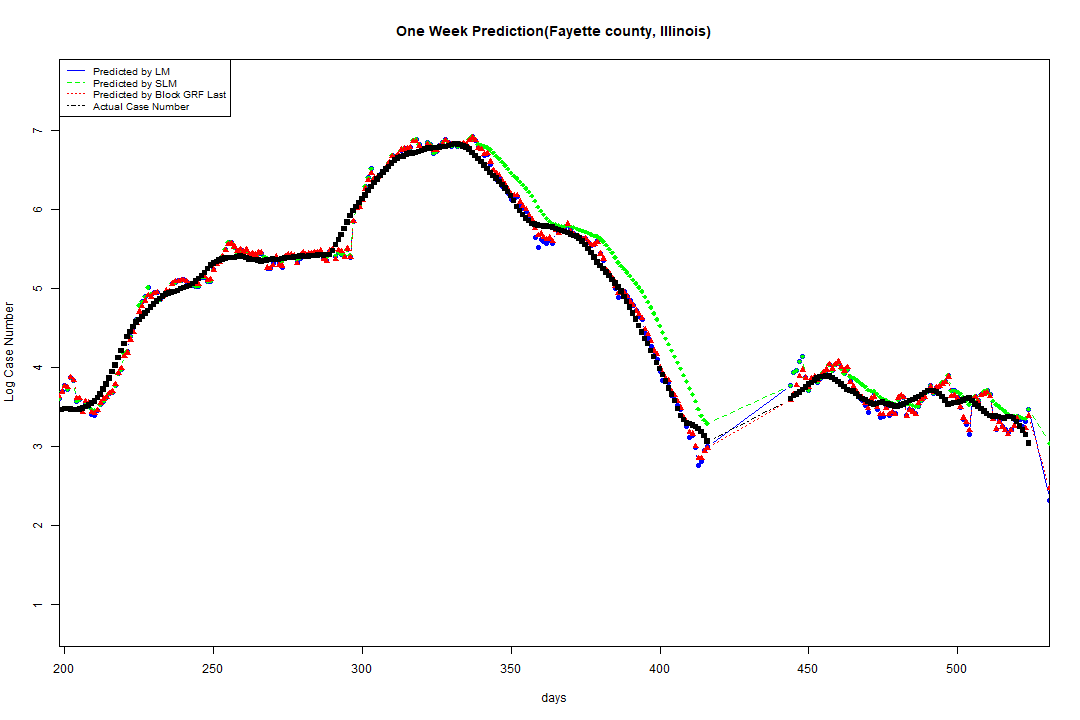 One Week Prediction(Fayette county, Illinois)
Predicted by LM
Predicted by SLM
Predicted by Block GRF Last
Actual Case Number
Log Case Number
7
6
5
4
3
2
1
200 250 300 350 400 450 500
days